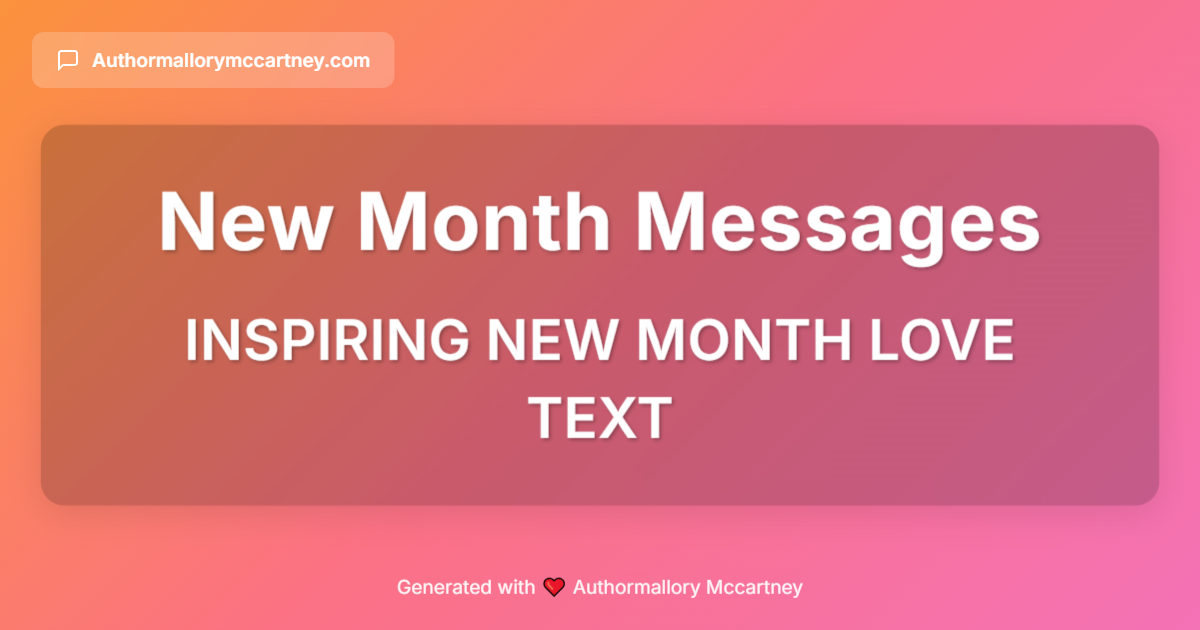 Authormallorymccartney.com
New Month Messages
INSPIRING NEW MONTH LOVE
TEXT
Generated with ❤️ Authormallory Mccartney